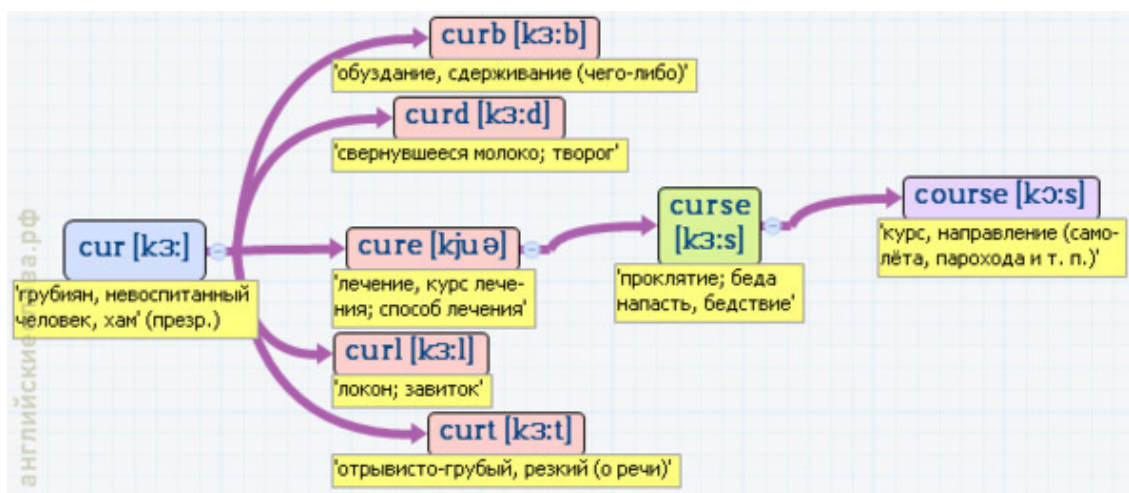 curb [kɜ:b]
'обуздание, сдерживание (чего-либо)'
curd [kɜ:d]
'свернувшееся молоко; творог'
cur [kɜ:]
'грубиян, невоспитанный
человек, хам' (презр.)
cure [kjuə]
'лечение, курс лече-
ния; способ лечения'
curse
[kɜ:s]
'проклятие; беда
напасть, бедствие'
course [kɔ:s]
'курс, направление (само-
лёта, парохода и т. п.)'
curl [kɜ:l]
'локон; завиток'
curt [kɜ:t]
'отрывисто-грубый, резкий (о речи)'